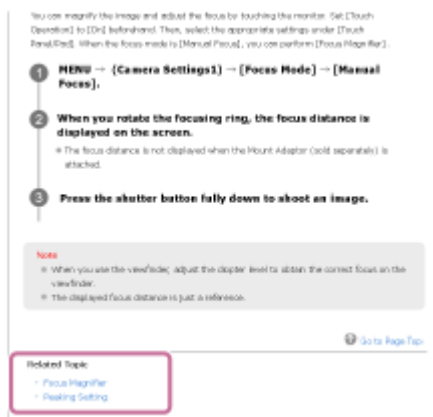 You can magnify the image and adjust the focus by touching the monitor. Set [Touch
Operation] to [On] beforehand. Then, select the appropriate settings under [Touch
Panel/Pad]. When the focus mode is [Manual Focus], you can perform [Focus Magnifier].
1 MENU → (Camera Settings1) → [Focus Mode] → [Manual
Focus].
2 When you rotate the focusing ring, the focus distance is
displayed on the screen.
The focus distance is not displayed when the Mount Adaptor (sold separately) is
attached.
3 Press the shutter button fully down to shoot an image.
Note
When you use the viewfinder, adjust the diopter level to obtain the correct focus on the
viewfinder.
The displayed focus distance is just a reference.
Go to Page Top
Related Topic
Focus Magnifier
Peaking Setting